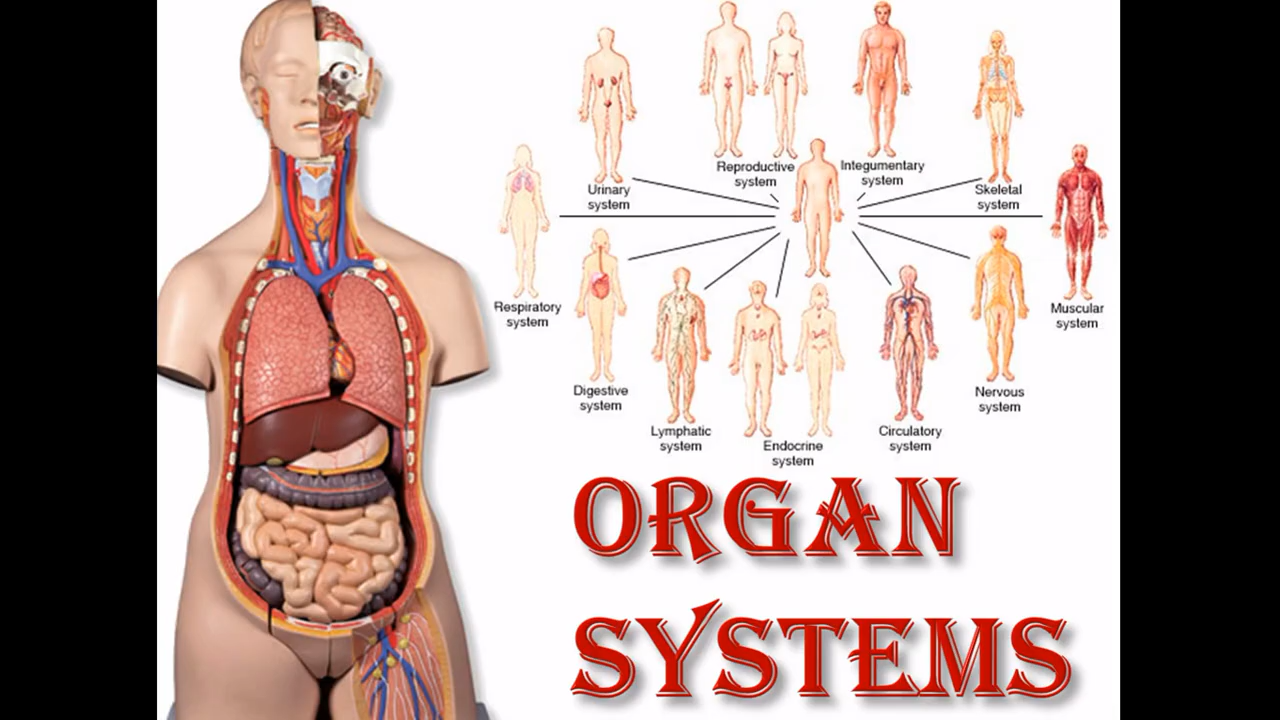 Urinary
system
Reproductive
system
Integumentary
system
Skeletal
system
Respiratory
system
Muscular
system
Digestive
system
Nervous
system
Lymphatic
system
Endocrine
system
Circulatory
system
ORGAN
SYSTEMS